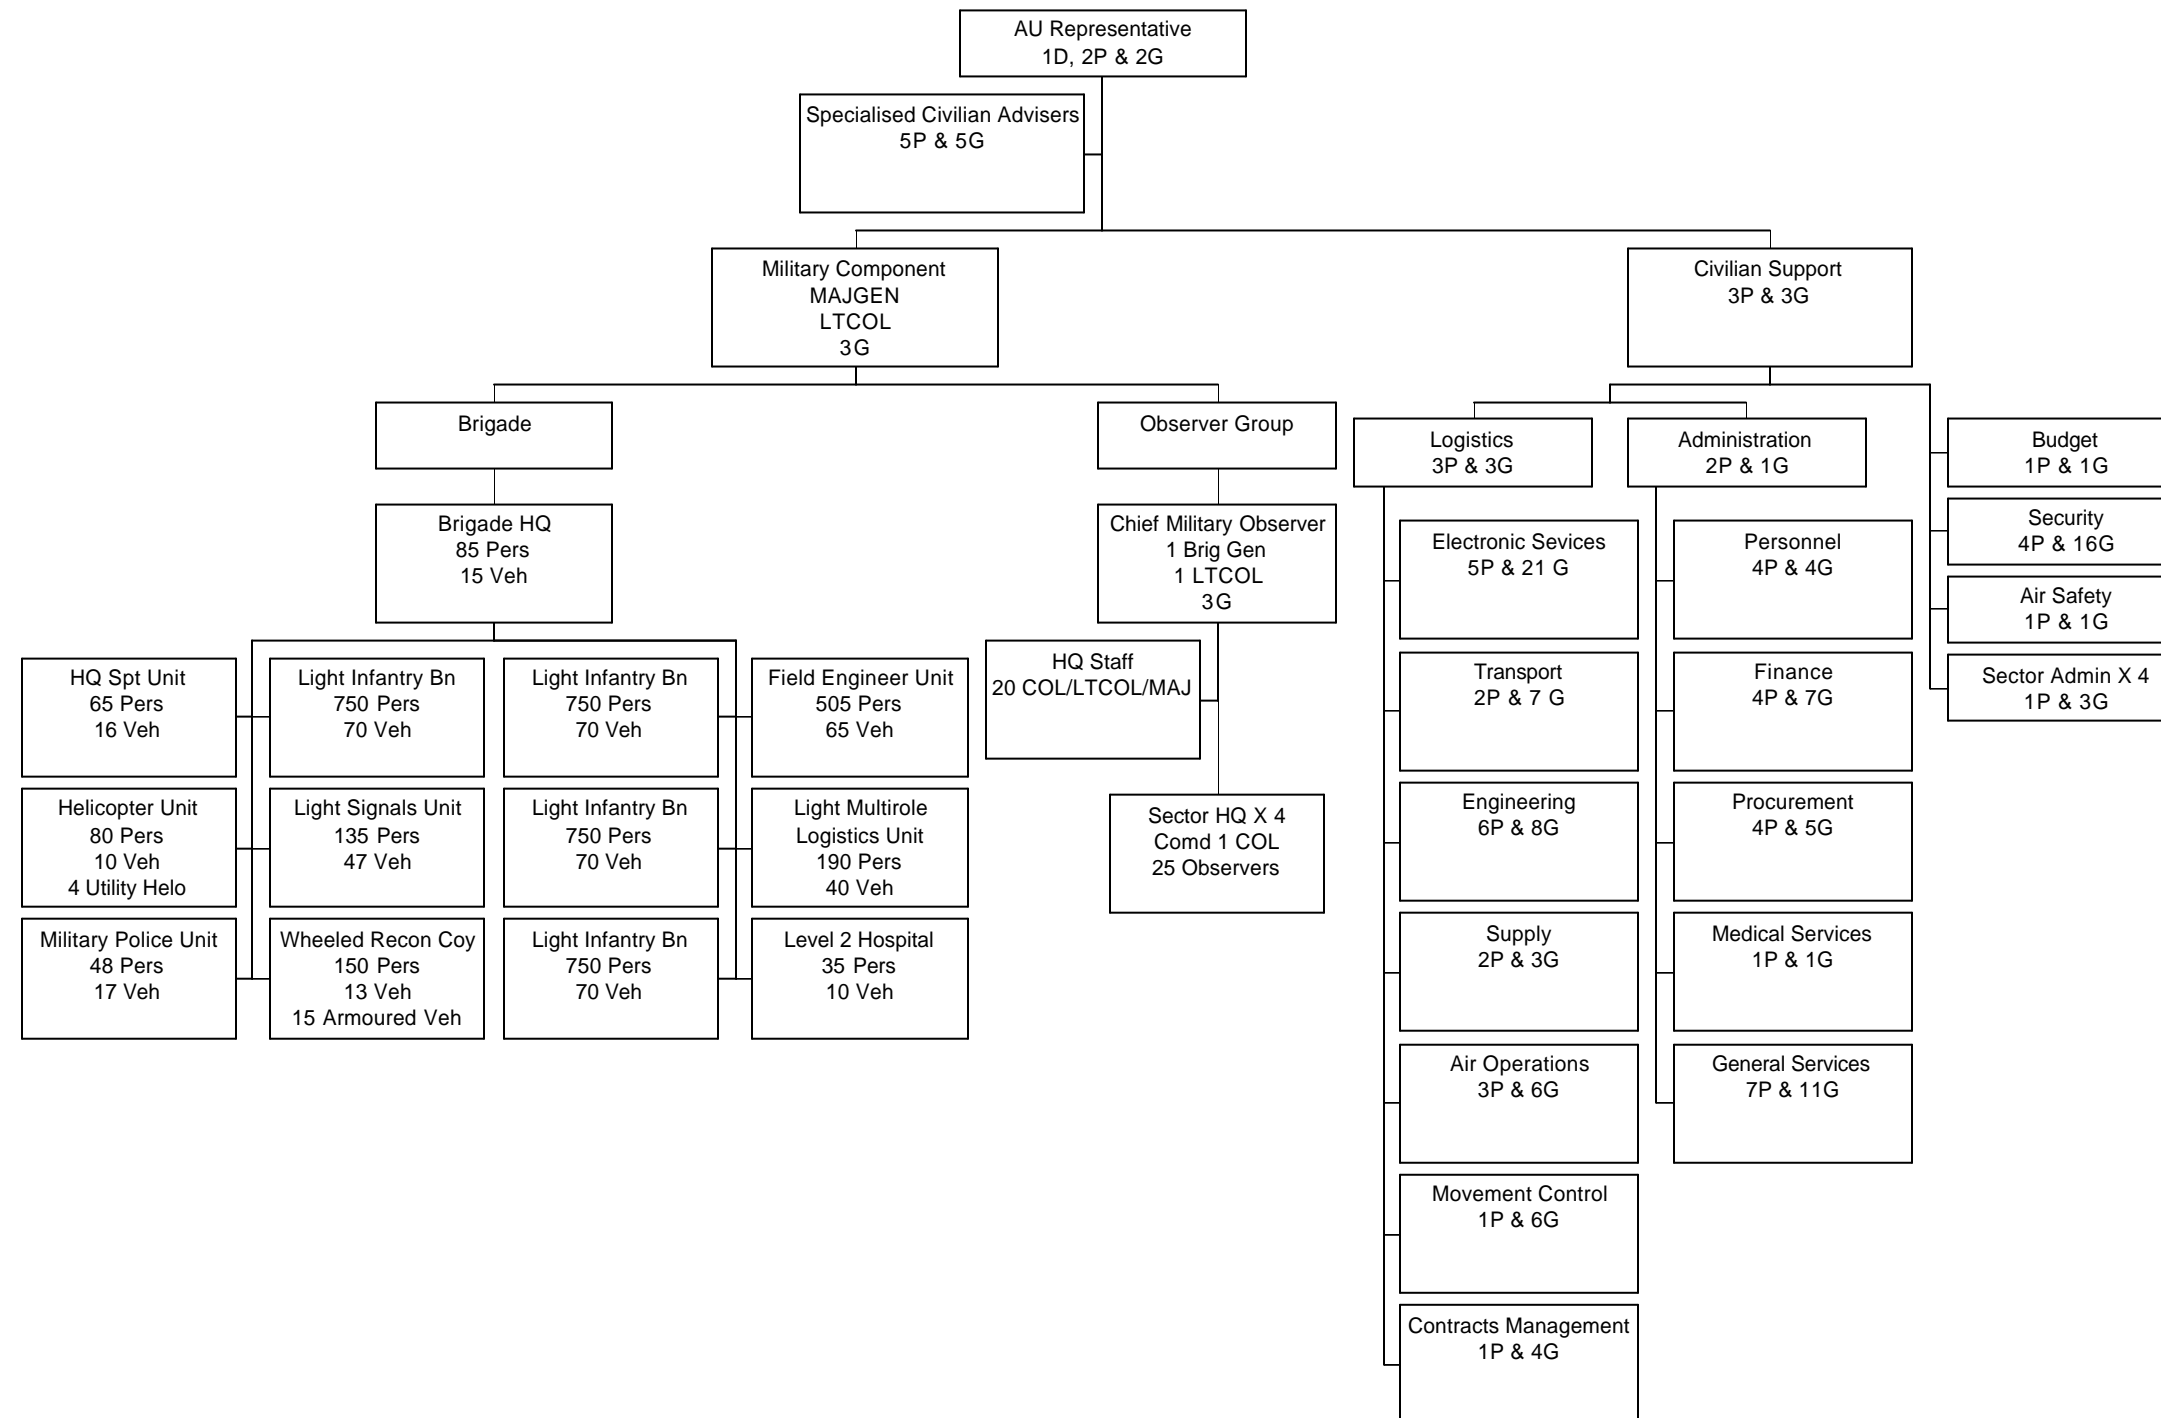 AU Representative
1D, 2P & 2G
Specialised Civilian Advisers
5P & 5G
Military Component
MAJGEN
LTCOL
3G
Civilian Support
3P & 3G
Brigade
Observer Group
Logistics
3P & 3G
Administration
2P & 1G
Budget
1P & 1G
Security
4P & 16G
Air Safety
1P & 1G
Sector Admin X 4
1P & 3G
Brigade HQ
85 Pers
15 Veh
Chief Military Observer
1 Brig Gen
1 LTCOL
3G
HQ Staff
20 COL/LTCOL/MAJ
Sector HQ X 4
Comd 1 COL
25 Observers
HQ Spt Unit
65 Pers
16 Veh
Light Infantry Bn
750 Pers
70 Veh
Light Infantry Bn
750 Pers
70 Veh
Field Engineer Unit
505 Pers
65 Veh
Helicopter Unit
80 Pers
10 Veh
4 Utility Helo
Light Signals Unit
135 Pers
47 Veh
Light Infantry Bn
750 Pers
70 Veh
Light Multirole
Logistics Unit
190 Pers
40 Veh
Military Police Unit
48 Pers
17 Veh
Wheeled Recon Coy
150 Pers
13 Veh
15 Armoured Veh
Light Infantry Bn
750 Pers
70 Veh
Level 2 Hospital
35 Pers
10 Veh
Electronic Sevices
5P & 21 G
Transport
2P & 7 G
Engineering
6P & 8G
Supply
2P & 3G
Air Operations
3P & 6G
Movement Control
1P & 6G
Contracts Management
1P & 4G
Personnel
4P & 4G
Finance
4P & 7G
Procurement
4P & 5G
Medical Services
1P & 1G
General Services
7P & 11G